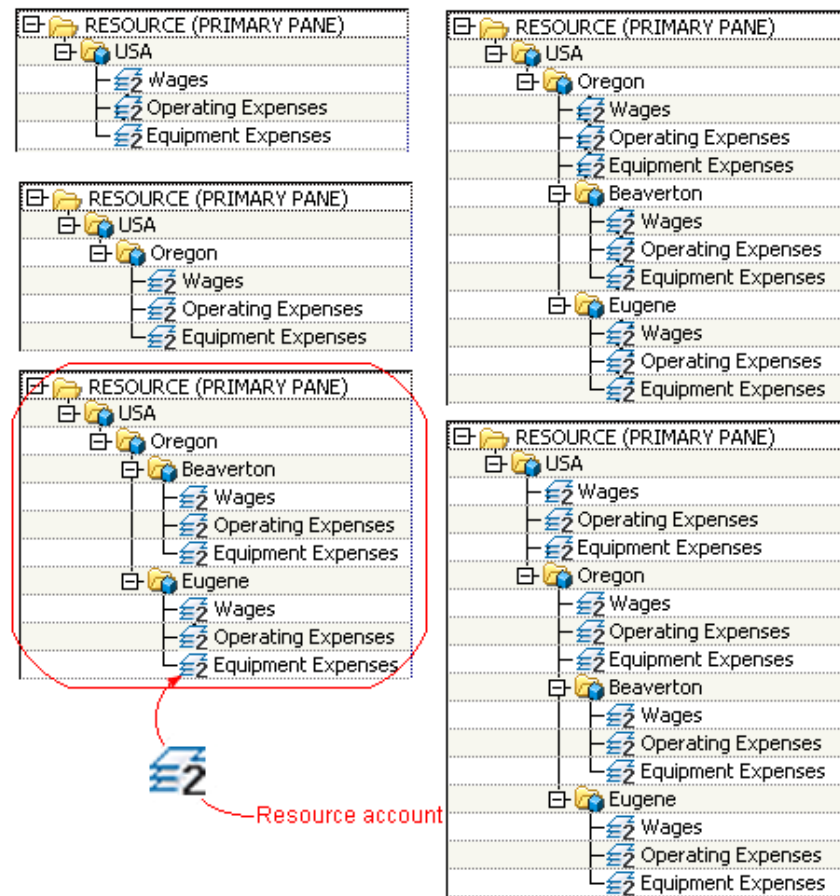 RESOURCE (PRIMARY PANE)
USA
Wages
Operating Expenses
Equipment Expenses
RESOURCE (PRIMARY PANE)
USA
Oregon
Wages
Operating Expenses
Equipment Expenses
RESOURCE (PRIMARY PANE)
USA
Oregon
Beaverton
Wages
Operating Expenses
Equipment Expenses
Eugene
Wages
Operating Expenses
Equipment Expenses
2
Resource account
RESOURCE (PRIMARY PANE)
USA
Oregon
Wages
Operating Expenses
Equipment Expenses
Beaverton
Wages
Operating Expenses
Equipment Expenses
Eugene
Wages
Operating Expenses
Equipment Expenses
RESOURCE (PRIMARY PANE)
USA
Wages
Operating Expenses
Equipment Expenses
Oregon
Wages
Operating Expenses
Equipment Expenses
Beaverton
Wages
Operating Expenses
Equipment Expenses
Eugene
Wages
Operating Expenses
Equipment Expenses